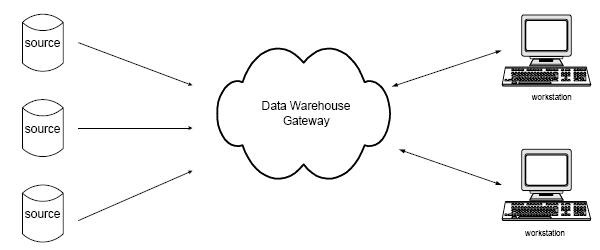 source
source
source
Data Warehouse
Gateway
workstation
workstation